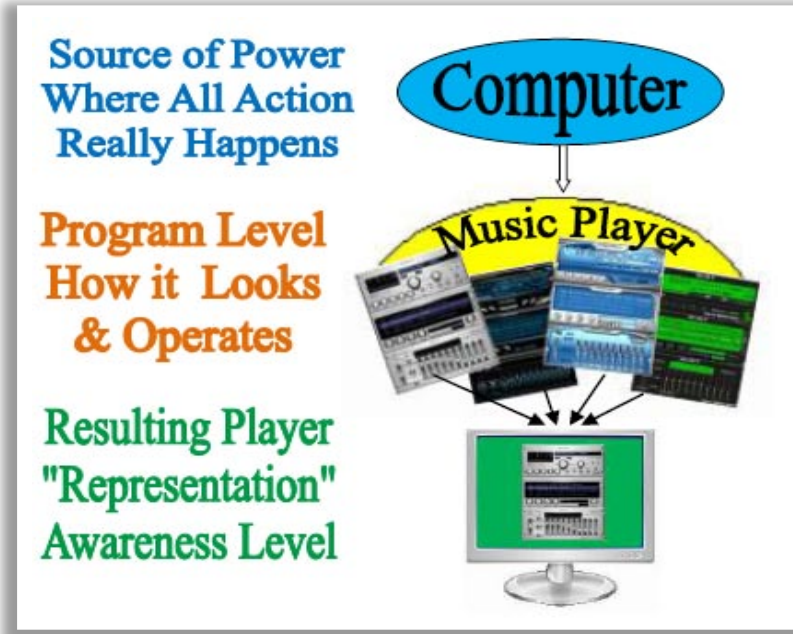 Source of Power
Where All Action
Really Happens
Computer
Music Player
Program Level
How it Looks
& Operates
Resulting Player
"Representation"
Awareness Level